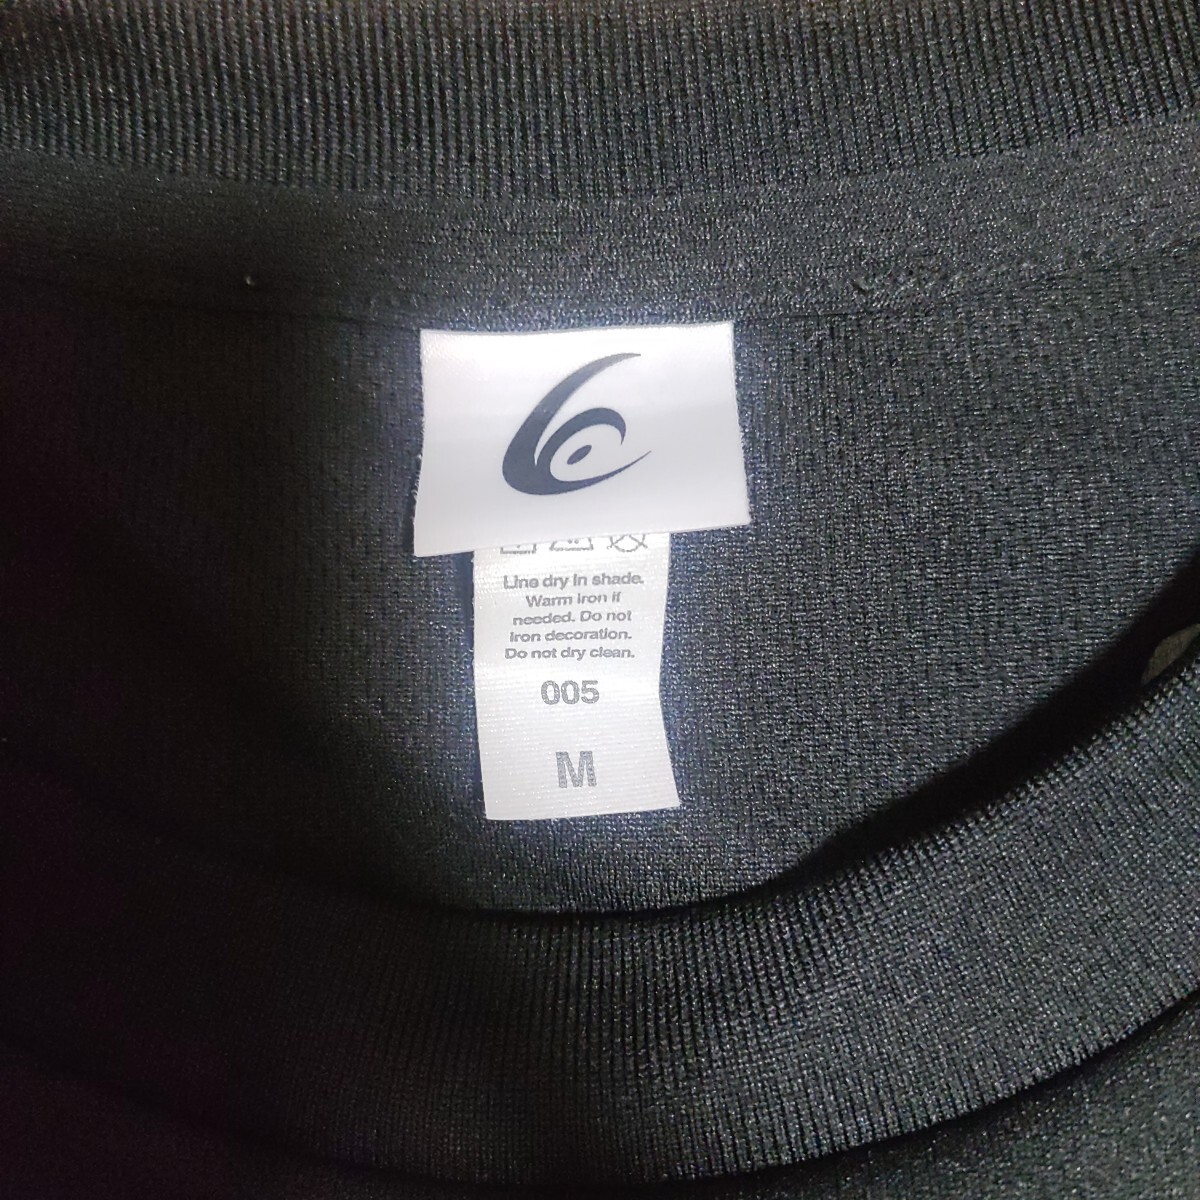 Line dry in shade.
Warm iron if
needed. Do not
iron decoration.
Do not dry clean.
005
M